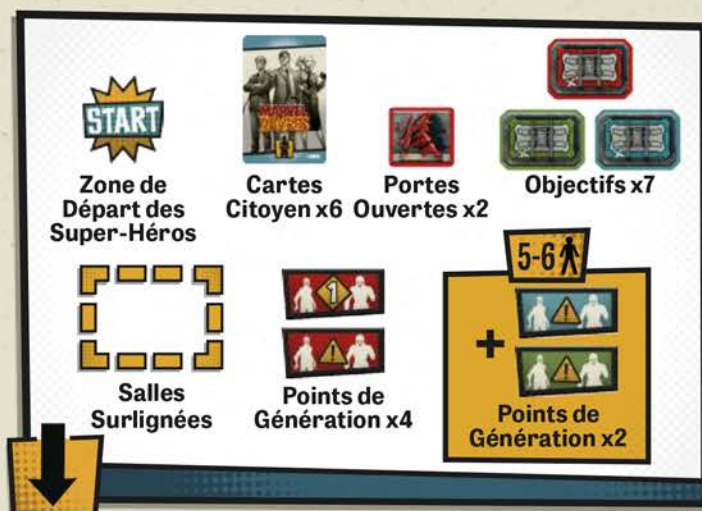 START
Zone de
Départ des
Super-Héros
MARVEL
ZOMBIES
Cartes
Citoyen x6
Portes
Ouvertes x2
Objectifs x7
Salles
Surlignées
1
Points de
Génération x4
5-6
+
Points de
Génération x2